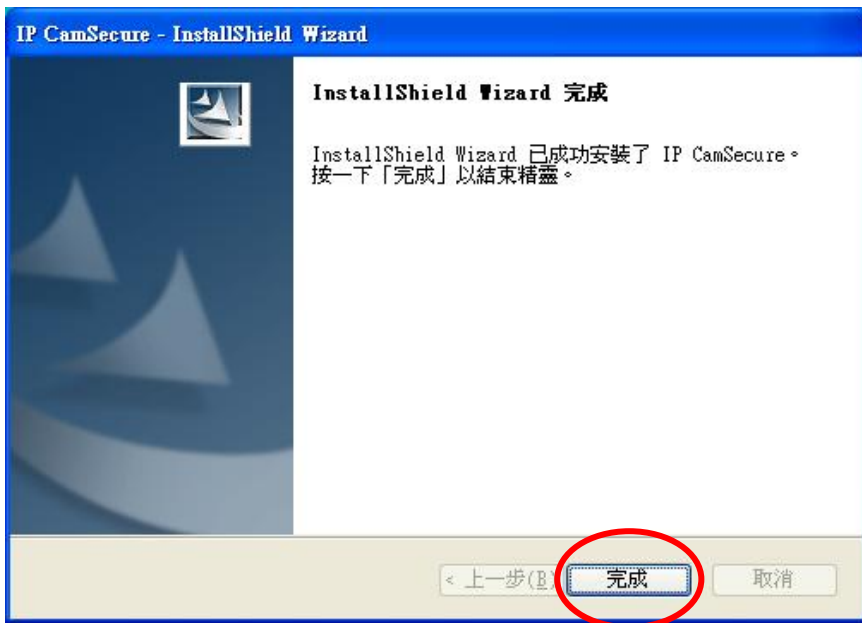 IP CamSecure - InstallShield Wizard
InstallShield Wizard 完成
InstallShield Wizard 已成功安裝了 IP CamSecure。
按一下「完成」以結束精靈。
< 上一步(B) 完成 取消